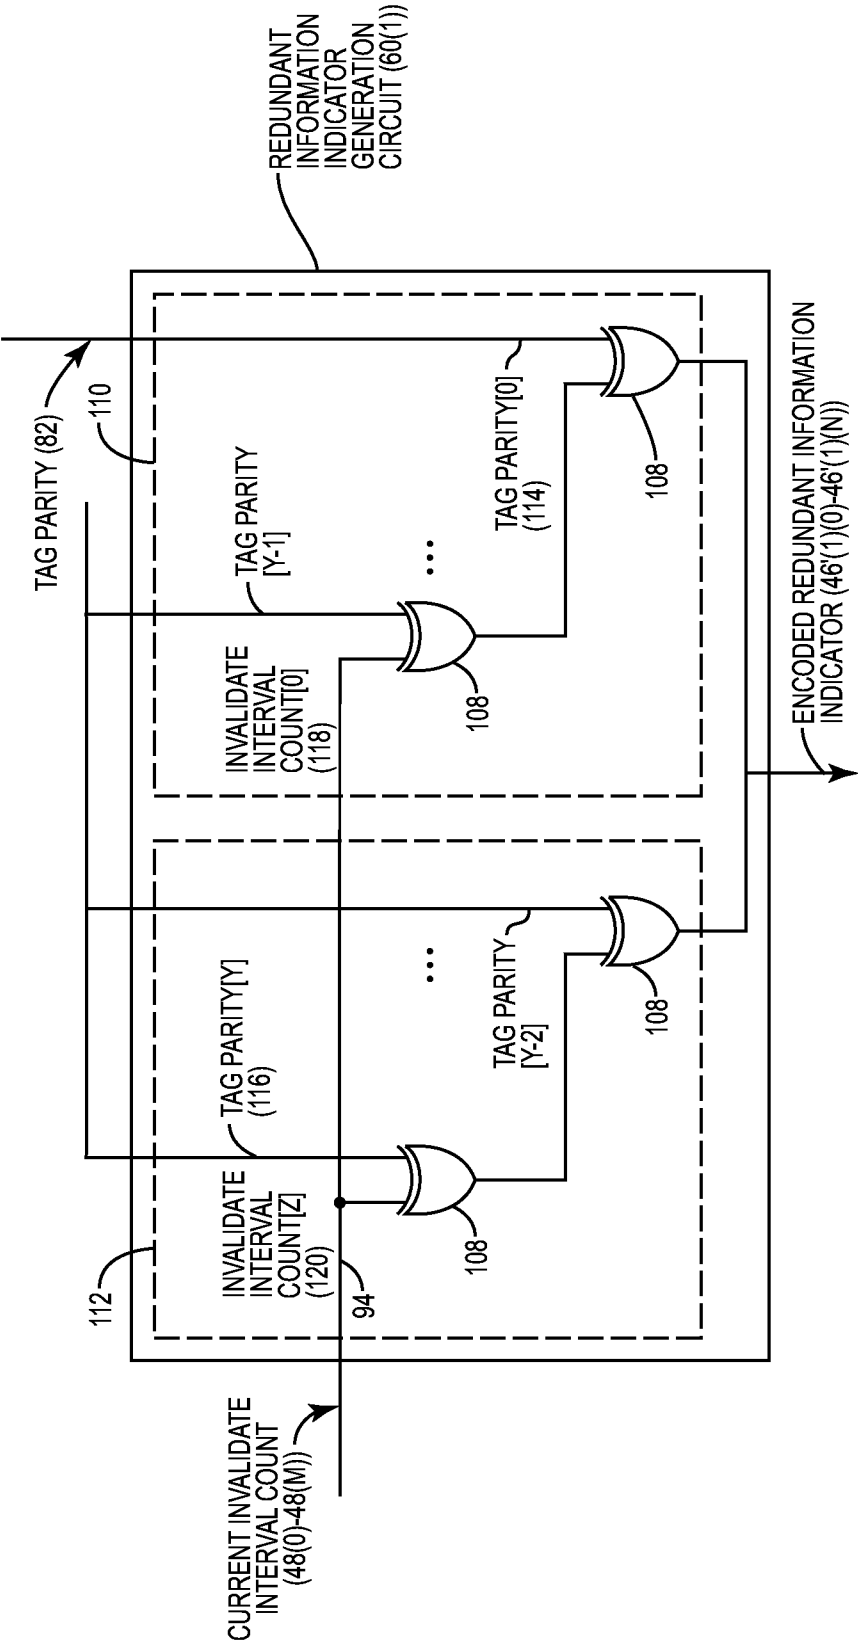 REDUNDANT
INFORMATION
INDICATOR
GENERATION
CIRCUIT (60(1))
TAG PARITY (82)
110
TAG PARITY
[Y-1]
TAG PARITY[0]
(114)
108
INVALIDATE
INTERVAL
COUNT[0]
(118)
108
...
ENCODED REDUNDANT INFORMATION
INDICATOR (46'(1)(0)-46'(1)(N))
112
TAG PARITY[Y]
(116)
TAG PARITY
[Y-2]
108
...
INVALIDATE
INTERVAL
COUNT[Z]
(120)
94
108
CURRENT INVALIDATE
INTERVAL COUNT
(48(0)-48(M))